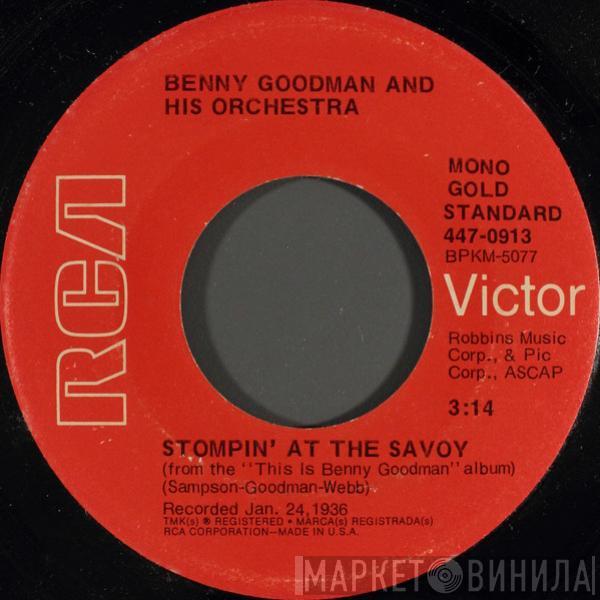 BENNY GOODMAN AND
HIS ORCHESTRA
RCA
MONO
GOLD
STANDARD
447-0913
BPKM-5077
Victor
Robbins Music
Corp., & Pic
Corp., ASCAP
3:14
STOMPIN' AT THE SAVOY
(from the "This Is Benny Goodman" album)
(Sampson-Goodman-Webb)
Recorded Jan. 24, 1936
TMK(s) ® REGISTERED • MARCA(s) REGISTRADA(s)
RCA CORPORATION—MADE IN U.S.A.
МАРКЕТ ВИНИЛА